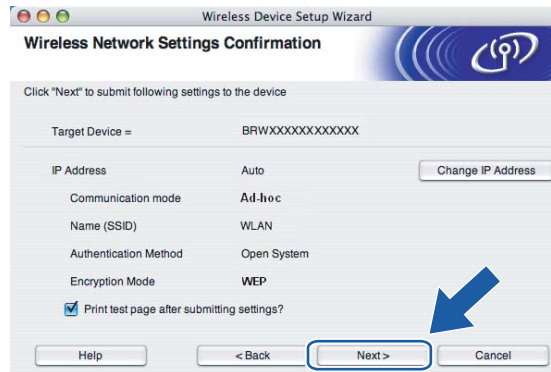 Wireless Device Setup Wizard
Wireless Network Settings Confirmation
Click "Next" to submit following settings to the device
Target Device = BRWXXXXXXXXXXXX
IP Address Auto Change IP Address
Communication mode Ad-hoc
Name (SSID) WLAN
Authentication Method Open System
Encryption Mode WEP
Print test page after submitting settings?
Help < Back Next > Cancel